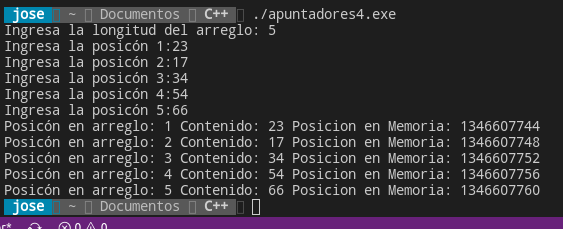 jose ~ Documentos C++ ./apuntadores4.exe
Ingresa la longitud del arreglo: 5
Ingresa la posicón 1:23
Ingresa la posicón 2:17
Ingresa la posicón 3:34
Ingresa la posicón 4:54
Ingresa la posicón 5:66
Posicón en arreglo: 1 Contenido: 23 Posicion en Memoria: 1346607744
Posicón en arreglo: 2 Contenido: 17 Posicion en Memoria: 1346607748
Posicón en arreglo: 3 Contenido: 34 Posicion en Memoria: 1346607752
Posicón en arreglo: 4 Contenido: 54 Posicion en Memoria: 1346607756
Posicón en arreglo: 5 Contenido: 66 Posicion en Memoria: 1346607760
jose ~ Documentos C++
0 0